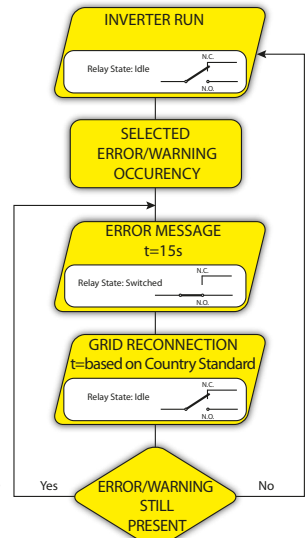 INVERTER RUN
N.C.
Relay State: Idle
N.O.
SELECTED
ERROR/WARNING
OCCURENCY
ERROR MESSAGE
t=15s
N.C.
Relay State: Switched
N.O.
GRID RECONNECTION
t=based on Country Standard
N.C.
Relay State: Idle
N.O.
Yes
No
ERROR/WARNING
STILL
PRESENT